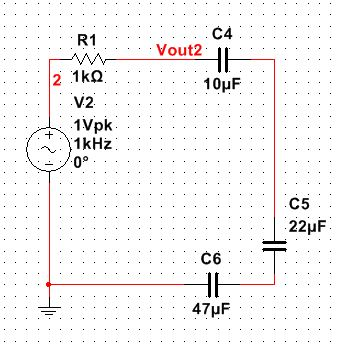 R1
1kΩ
Vout2
C4
10µF
2
V2
1Vpk
1kHz
0°
C5
22µF
C6
47µF